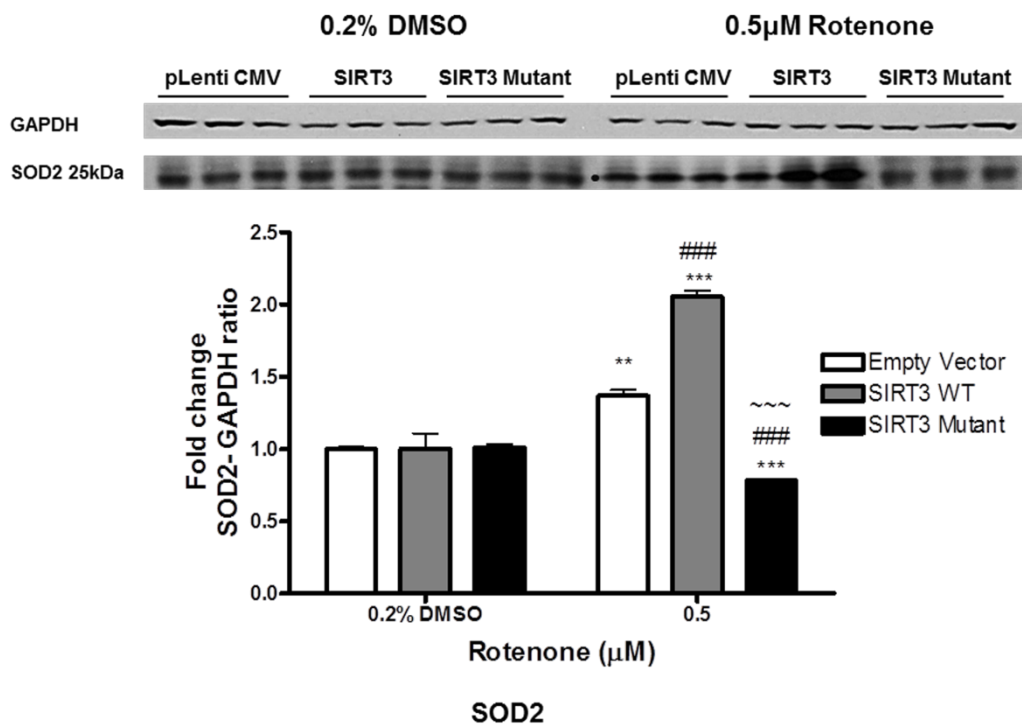 0.2% DMSO 0.5µM Rotenone
pLenti CMV SIRT3 SIRT3 Mutant pLenti CMV SIRT3 SIRT3 Mutant
GAPDH
SOD2 25kDa
Fold change
SOD2- GAPDH ratio
2.5
2.0
1.5
1.0
0.5
0.0
**
###
***
~~~
###
***
Empty Vector
SIRT3 WT
SIRT3 Mutant
0.2% DMSO 0.5
Rotenone (µM)
SOD2